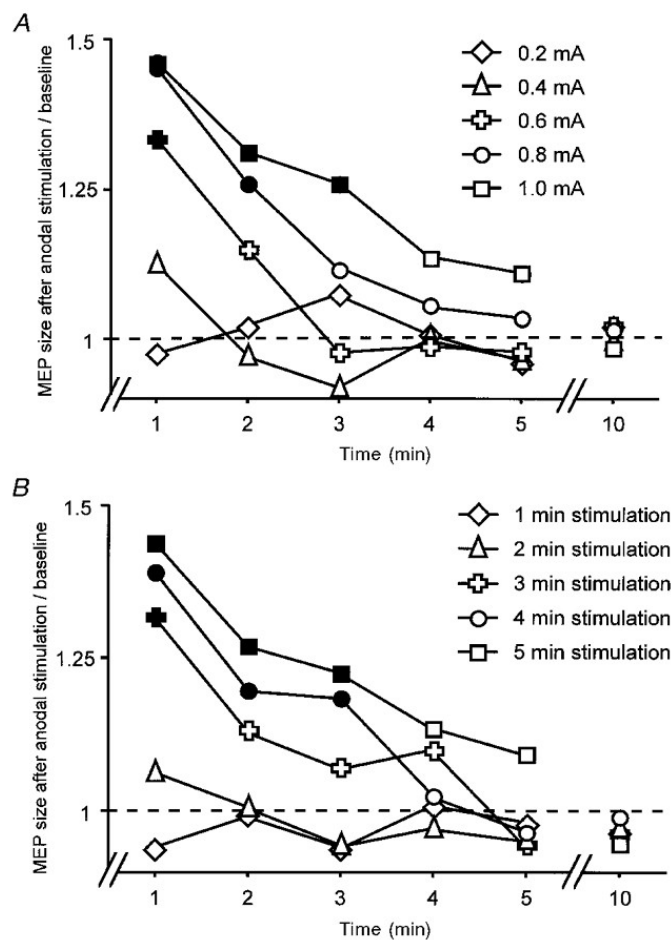 A
MEP size after anodal stimulation / baseline
1.5
1.25
1
0.2 mA
0.4 mA
0.6 mA
0.8 mA
1.0 mA
1 2 3 4 5 10
Time (min)
B
MEP size after anodal stimulation / baseline
1.5
1.25
1
1 min stimulation
2 min stimulation
3 min stimulation
4 min stimulation
5 min stimulation
1 2 3 4 5 10
Time (min)